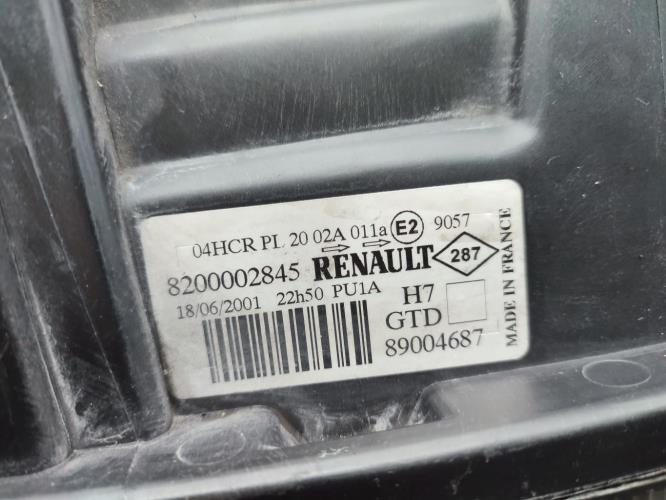 04HCR PL 20 02A 011a E2 9057
8200002845 RENAULT 287
18/06/2001 22h50 PU1A
H7
GTD
89004687
MADE IN FRANCE